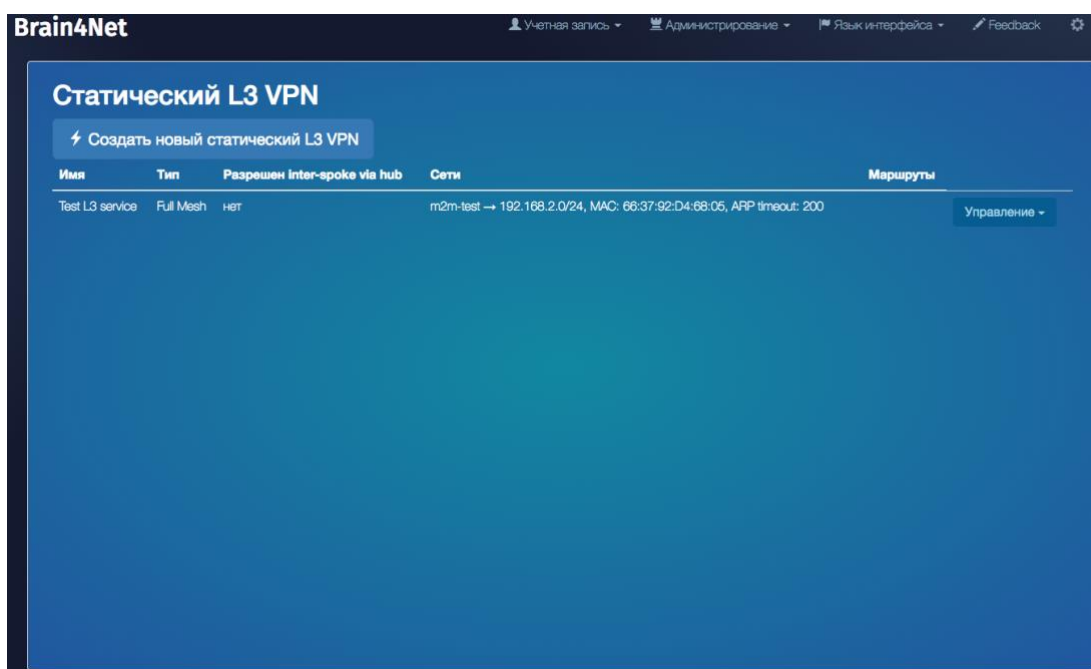 Brain4Net
Учетная запись Администрирование Язык интерфейса Feedback
Статический L3 VPN
Создать новый статический L3 VPN
Имя Тип Разрешен inter-spoke via hub Сети Маршруты
Test L3 service Full Mesh нет m2m-test → 192.168.2.0/24, MAC: 66:37:92:D4:68:05, ARP timeout: 200 Управление